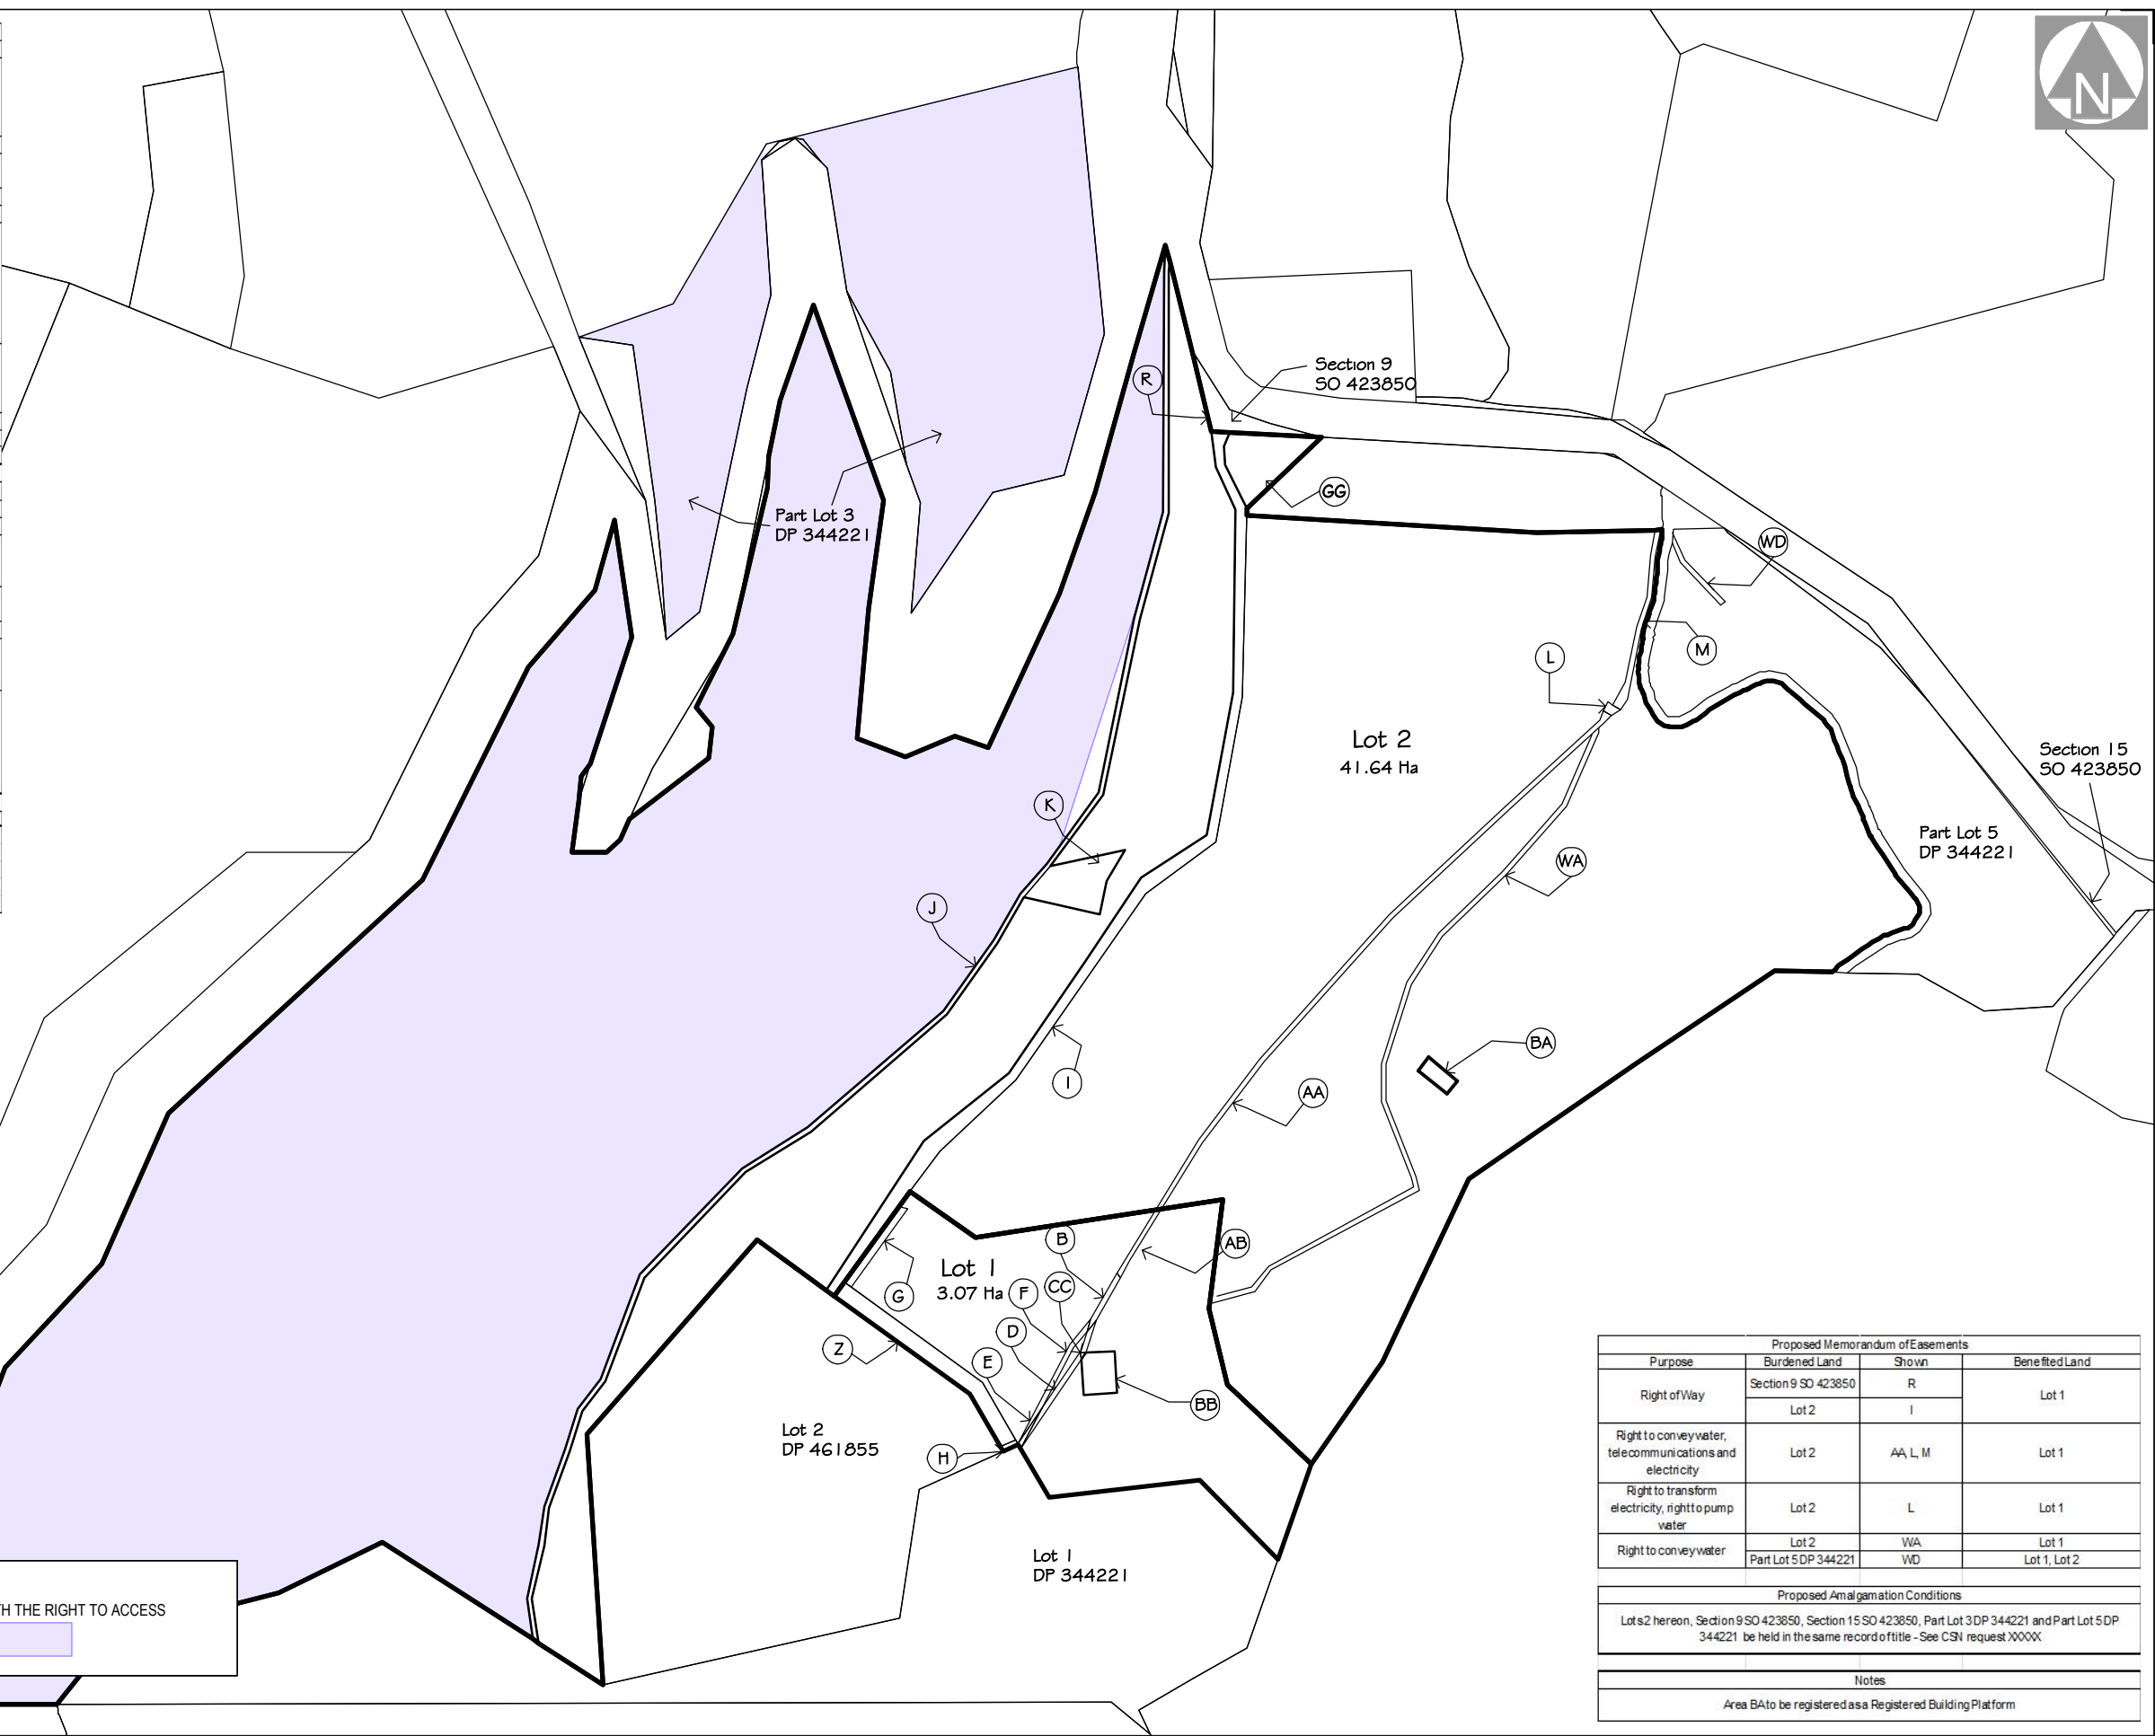 N
Section 9
SO 423850
R
GG
Part Lot 3
DP 344221
WD
M
L
Lot 2
41.64 Ha
Section 15
SO 423850
K
Part Lot 5
DP 344221
WA
J
BA
I
AA
B
AB
Lot 1
3.07 Ha
G
F
CC
D
Z
E
BB
Lot 2
DP 461855
H
Lot 1
DP 344221
TH THE RIGHT TO ACCESS
Proposed Memorandum of Easements
Purpose Burdened Land Shown Benefited Land
Right of Way Section 9 SO 423850 R Lot 1
Lot 2 I
Right to convey water,
telecommunications and
electricity Lot 2 AA, L, M Lot 1
Right to transform
electricity, right to pump
water Lot 2 L Lot 1
Right to convey water Lot 2 WA Lot 1
Part Lot 5 DP 344221 WD Lot 1, Lot 2
Proposed Amalgamation Conditions
Lots 2 hereon, Section 9 SO 423850, Section 15 SO 423850, Part Lot 3 DP 344221 and Part Lot 5 DP
344221 be held in the same record of title - See CSN request XXXXX
Notes
Area BA to be registered as a Registered Building Platform